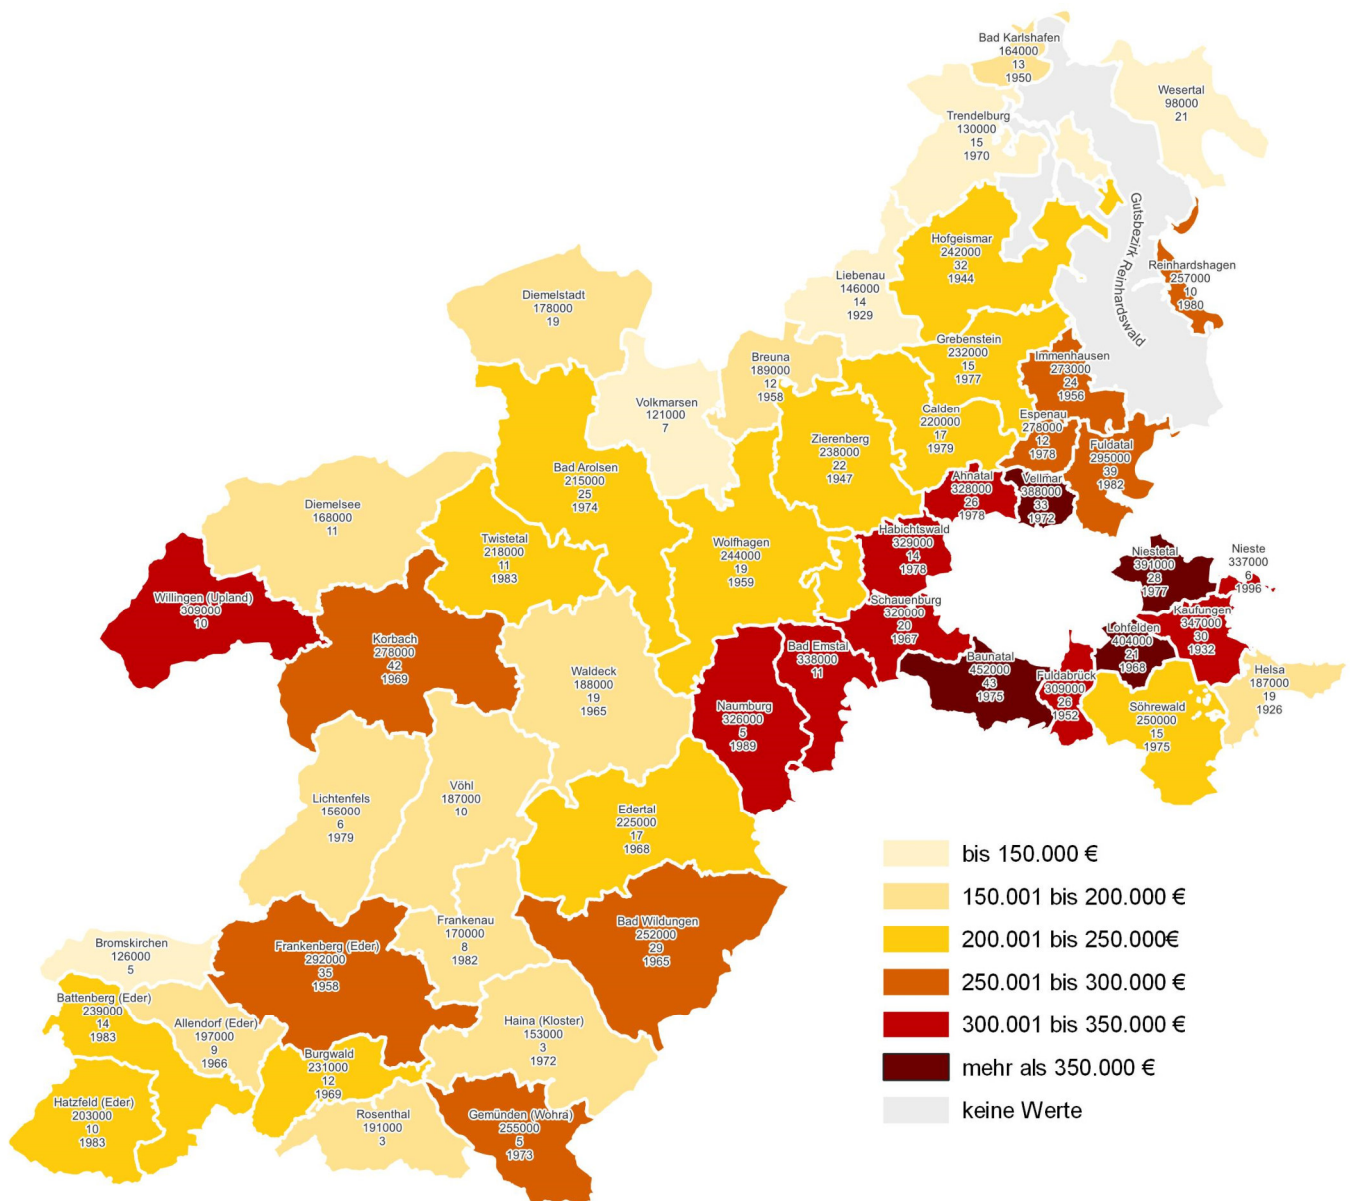 Bad Karlshafen
164000
13
1950
Wesertal
98000
21
Trendelburg
130000
15
1970
Gutsbezirk Reinhardswald
Hofgeismar
242000
32
1944
Reinhardshagen
257000
10
1980
Liebenau
146000
14
1929
Diemelstadt
178000
19
Grebenstein
232000
15
1977
Immenhausen
273000
24
1956
Breuna
189000
12
1958
Volkmarsen
121000
7
Calden
220000
17
1979
Espenau
278000
12
1978
Zierenberg
238000
22
1947
Fuldatal
295000
39
1982
Bad Arolsen
215000
25
1974
Ahnatal
328000
26
1978
Vellmar
388000
33
1972
Diemelsee
168000
11
Twistetal
218000
11
1983
Habichtswald
329000
14
1978
Wolfhagen
244000
19
1959
Niestetal
391000
28
1977
Nieste
337000
6
1996
Willingen (Upland)
309000
10
Schauenburg
320000
20
1967
Kaufungen
347000
30
1932
Lohfelden
404000
21
1968
Korbach
278000
42
1969
Bad Emstal
338000
11
Baunatal
452000
43
1975
Waldeck
188000
19
1965
Fuldabrück
309000
26
1952
Helsa
187000
19
1926
Naumburg
326000
5
1989
Söhrewald
250000
15
1975
Vöhl
187000
10
Lichtenfels
156000
6
1979
Edertal
225000
17
1968
Frankenau
170000
8
1982
Bad Wildungen
252000
29
1965
Bromskirchen
126000
5
Frankenberg (Eder)
292000
35
1958
Battenberg (Eder)
239000
14
1983
Allendorf (Eder)
197000
9
1966
Haina (Kloster)
153000
3
1972
Burgwald
231000
12
1969
Hatzfeld (Eder)
203000
10
1983
Rosenthal
191000
3
Gemünden (Wohra)
255000
5
1973
bis 150.000 €
150.001 bis 200.000 €
200.001 bis 250.000€
250.001 bis 300.000 €
300.001 bis 350.000 €
mehr als 350.000 €
keine Werte